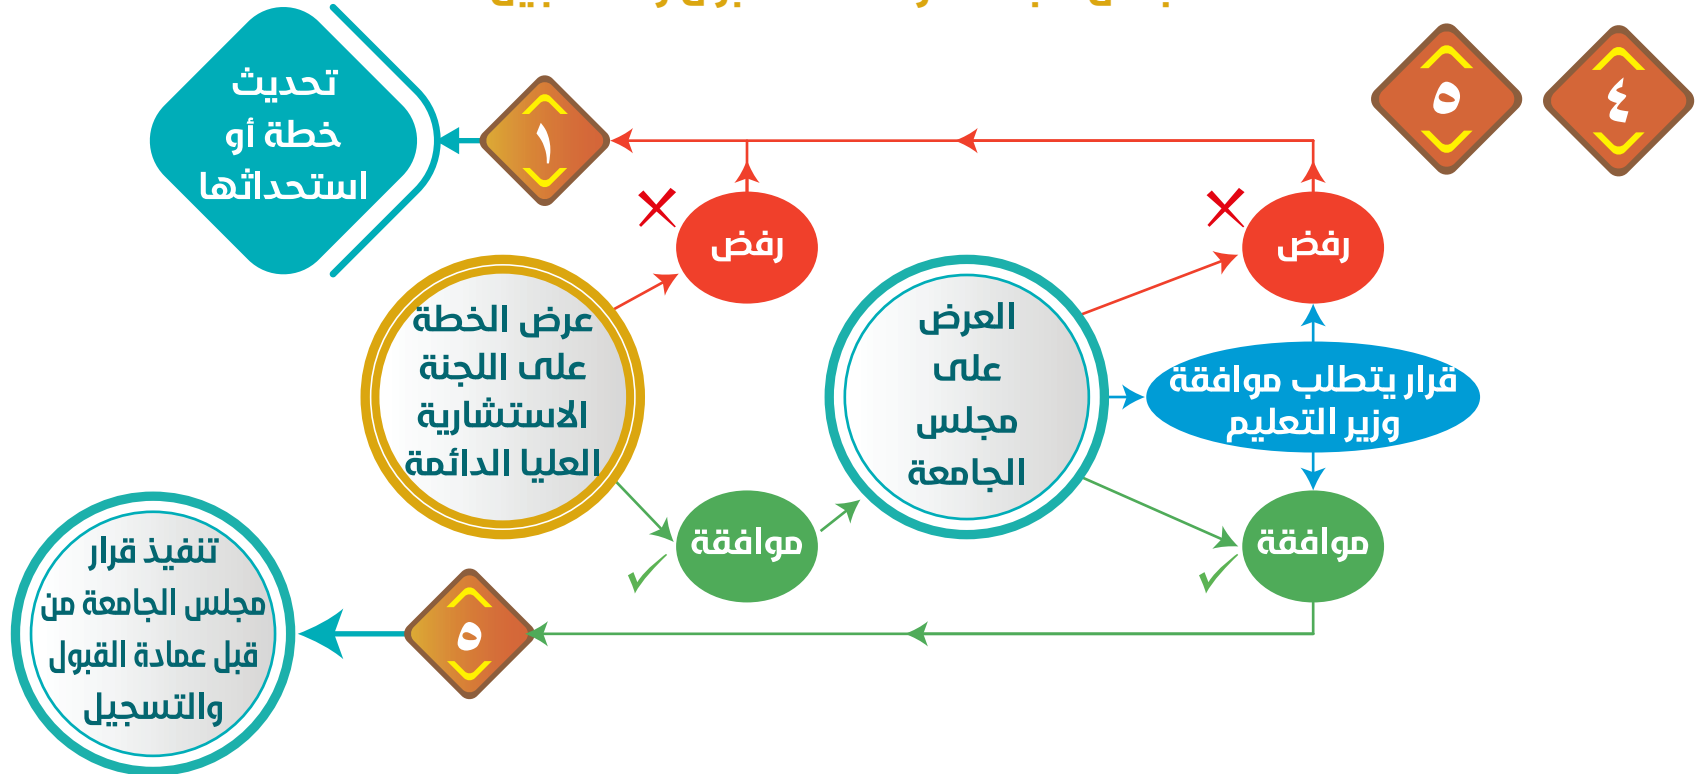 ٤
٥
تحديث
خطة أو
استحداثها
١
رفض
رفض
عرض الخطة
على اللجنة
الاستشارية
العليا الدائمة
العرض
على
مجلس
الجامعة
قرار يتطلب موافقة
وزير التعليم
موافقة
موافقة
٥
تنفيذ قرار
مجلس الجامعة من
قبل عمادة القبول
والتسجيل